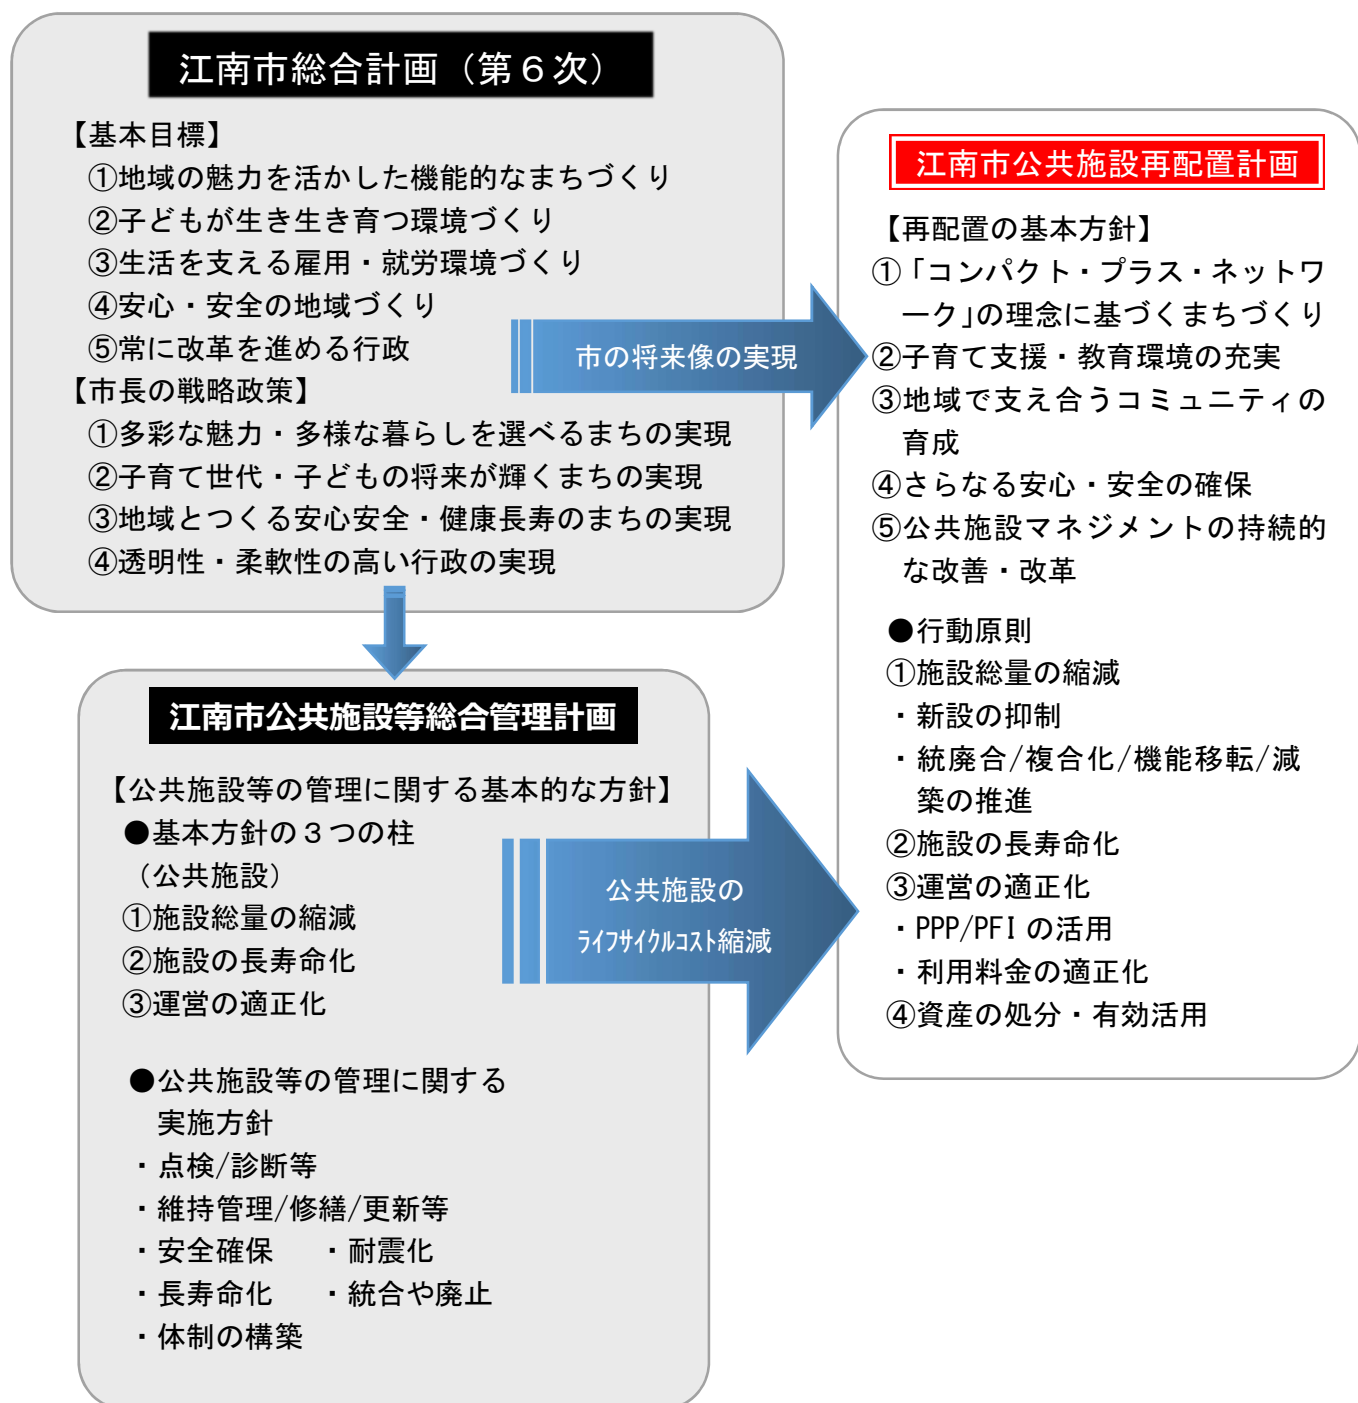 江南市総合計画（第６次）
【基本目標】
①地域の魅力を活かした機能的なまちづくり
②子どもが生き生き育つ環境づくり
③生活を支える雇用・就労環境づくり
④安心・安全の地域づくり
⑤常に改革を進める行政
【市長の戦略政策】
①多彩な魅力・多様な暮らしを選べるまちの実現
②子育て世代・子どもの将来が輝くまちの実現
③地域とつくる安心安全・健康長寿のまちの実現
④透明性・柔軟性の高い行政の実現
市の将来像の実現
江南市公共施設等総合管理計画
【公共施設等の管理に関する基本的な方針】
●基本方針の３つの柱
（公共施設）
①施設総量の縮減
②施設の長寿命化
③運営の適正化
●公共施設等の管理に関する
実施方針
・点検/診断等
・維持管理/修繕/更新等
・安全確保　・耐震化
・長寿命化　・統合や廃止
・体制の構築
公共施設の
ﾗｲﾌｻｲｸﾙｺｽﾄ縮減
江南市公共施設再配置計画
【再配置の基本方針】
①「コンパクト・プラス・ネットワ
ーク」の理念に基づくまちづくり
②子育て支援・教育環境の充実
③地域で支え合うコミュニティの
育成
④さらなる安心・安全の確保
⑤公共施設マネジメントの持続的
な改善・改革
●行動原則
①施設総量の縮減
・新設の抑制
・統廃合/複合化/機能移転/減
築の推進
②施設の長寿命化
③運営の適正化
・PPP/PFI の活用
・利用料金の適正化
④資産の処分・有効活用